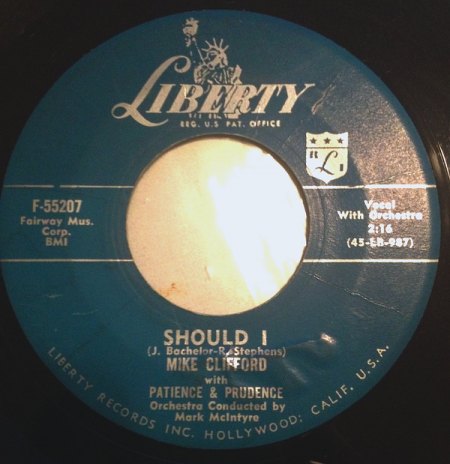 LIBERTY
REG. U.S. PAT. OFFICE
"L"
F-55207
Fairway Mus.
Corp.
BMI
Vocal
With Orchestra
2:16
(45-LB-987)
SHOULD I
(J. Bachelor-R. Stephens)
MIKE CLIFFORD
with
PATIENCE & PRUDENCE
Orchestra Conducted by
Mark McIntyre
LIBERTY RECORDS INC. HOLLYWOOD: CALIF. U.S.A.